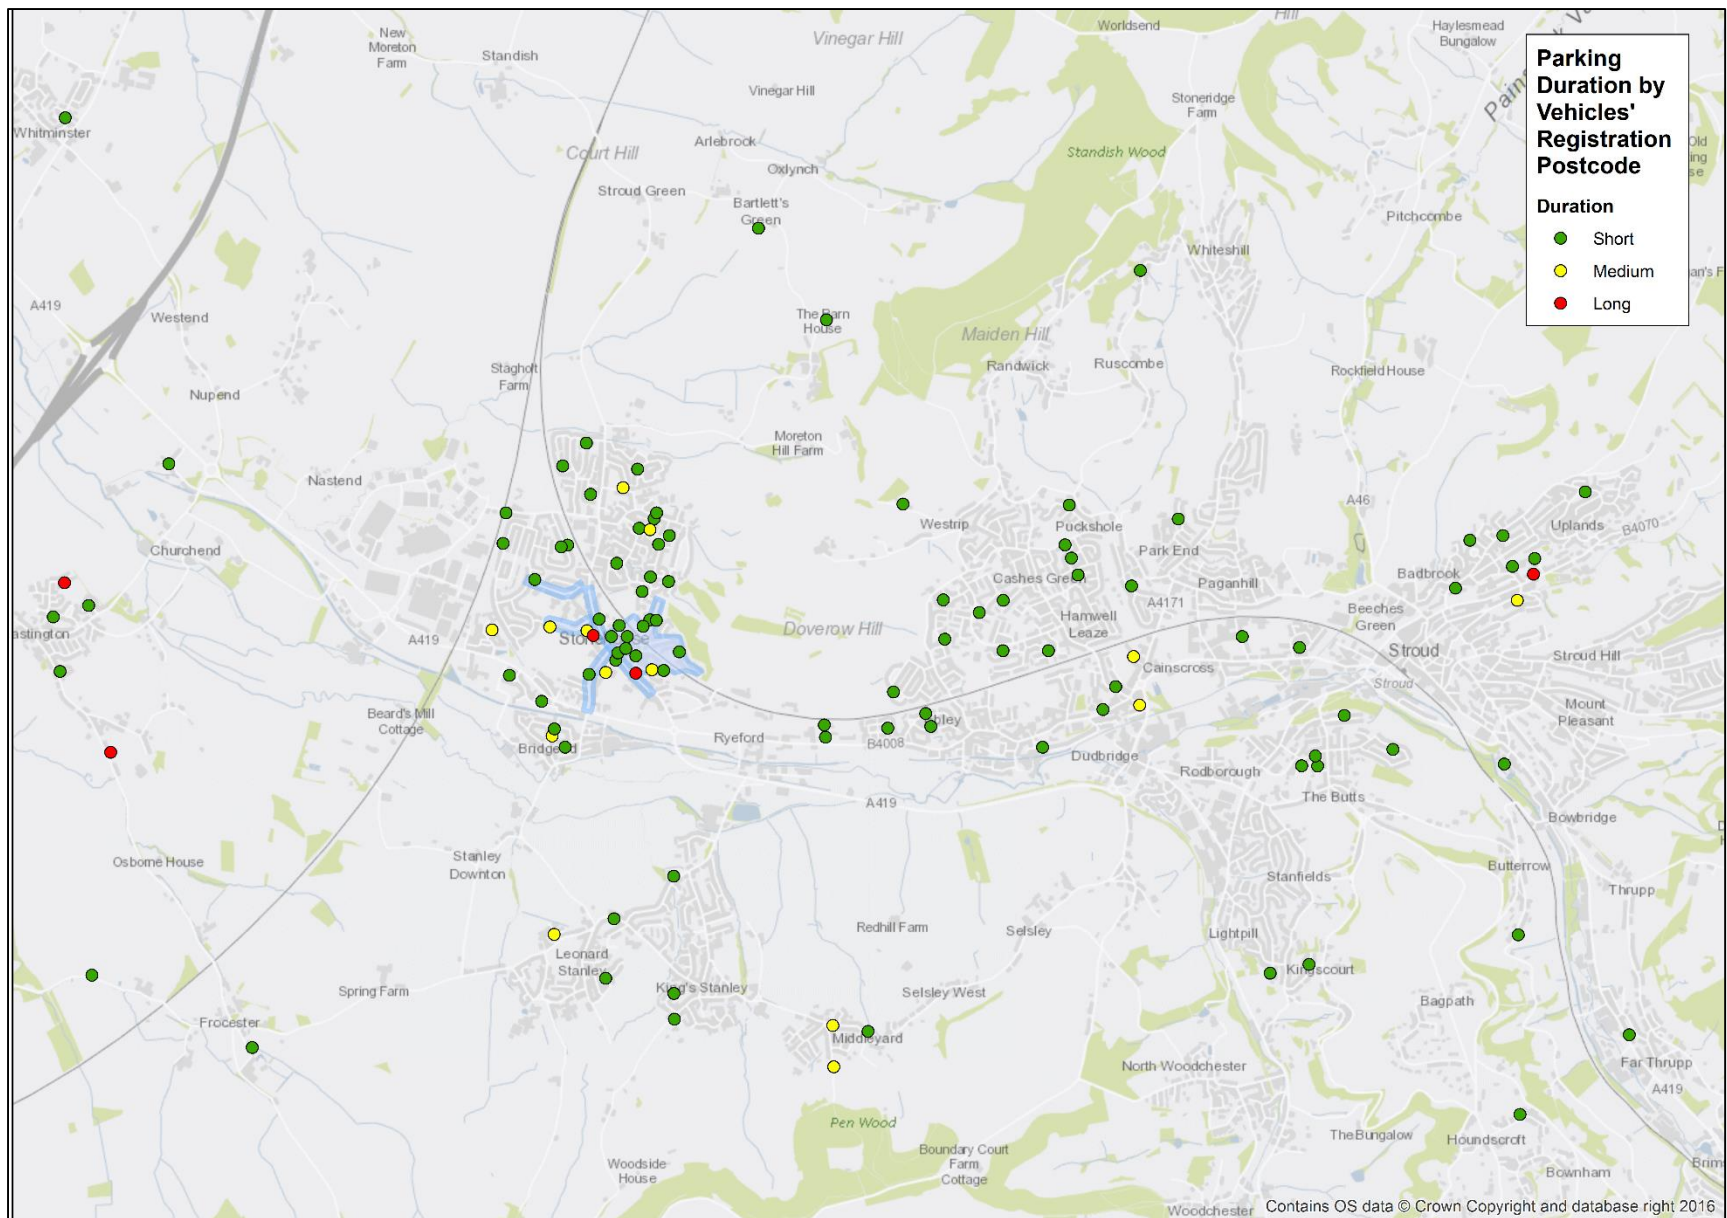 New
Moreton
Farm
Standish
Vinegar Hill
Worldsend
Hill
Haylesmead
Bungalow
Parking
Duration by
Vehicles'
Registration
Postcode
Duration
Short
Medium
Long
Whitminster
Vinegar Hill
Stoneridge
Farm
Court Hill
Arlebrook
Oxlynch
Standish Wood
Stroud Green
Bartlett's
Green
Pitchcombe
Whiteshill
A419
Westend
The Barn
House
Maiden Hill
Stagholt
Farm
Randwick
Ruscombe
Rockfield House
Nupend
Moreton
Hill Farm
Nastend
A46
Westrip
Puckshole
Uplands
B4070
Churchend
Park End
Cashes Green
Paganhill
Badbrook
A4171
Hamwell
Leaze
Beeches
Green
A419
Doverow Hill
Stroud
Stroud Hill
Cainscross
Stroud
Beard's Mill
Cottage
Mount
Pleasant
Ryeford
B4008
Dudbridge
Rodborough
A419
The Butts
Bowbridge
Osborne House
Stanley
Downton
Butterrow
Stanfields
Thrupp
Redhill Farm
Selsley
Lightpill
Leonard
Stanley
Kingscourt
Spring Farm
King's Stanley
Selsley West
Bagpath
Frocester
Middleyard
North Woodchester
Far Thrupp
A419
Pen Wood
The Bungalow
Houndscroft
Boundary Court
Farm
Cottage
Woodside
House
Bownham
Woodchester
Contains OS data © Crown Copyright and database right 2016